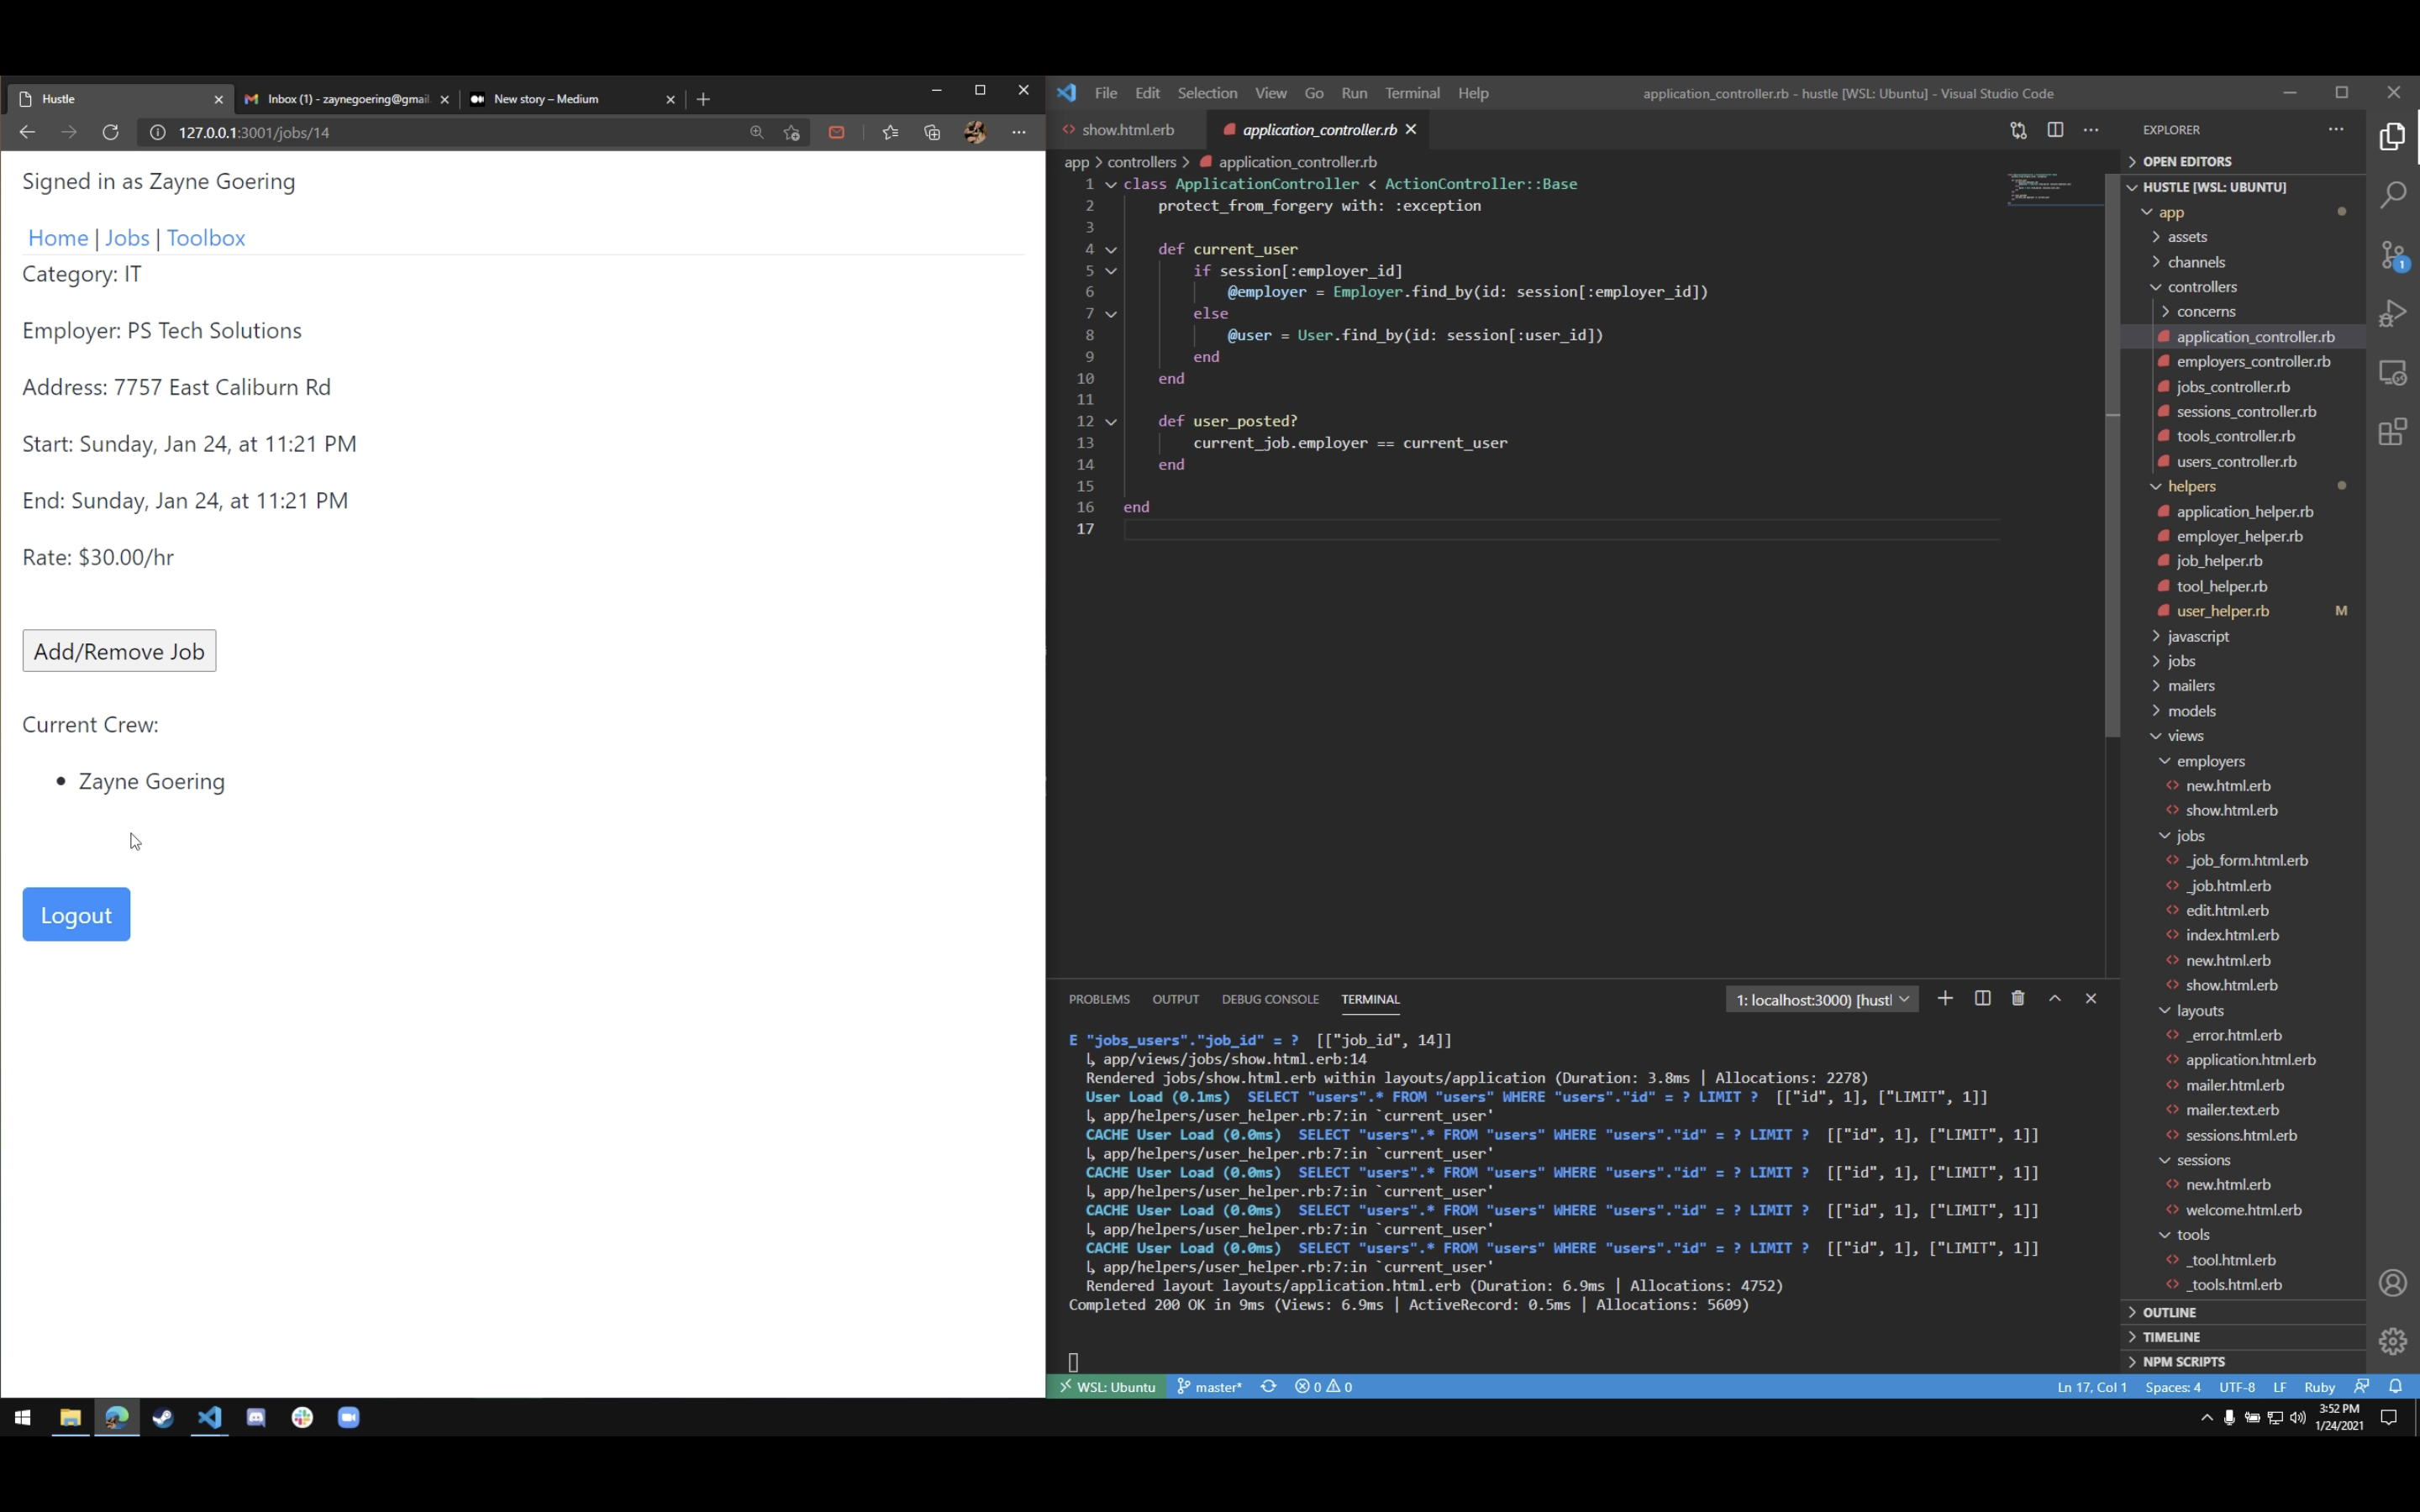 Hustle
Inbox (1) - zaynegoering@gmail
New story – Medium
127.0.0.1:3001/jobs/14
Signed in as Zayne Goering
Home | Jobs | Toolbox
Category: IT
Employer: PS Tech Solutions
Address: 7757 East Caliburn Rd
Start: Sunday, Jan 24, at 11:21 PM
End: Sunday, Jan 24, at 11:21 PM
Rate: $30.00/hr
Add/Remove Job
Current Crew:
• Zayne Goering
Logout
File Edit Selection View Go Run Terminal Help
application_controller.rb - hustle [WSL: Ubuntu] - Visual Studio Code
show.html.erb
application_controller.rb
app > controllers > application_controller.rb
1 class ApplicationController < ActionController::Base
2 protect_from_forgery with: :exception
3
4 def current_user
5 if session[:employer_id]
6 @employer = Employer.find_by(id: session[:employer_id])
7 else
8 @user = User.find_by(id: session[:user_id])
9 end
10 end
11
12 def user_posted?
13 current_job.employer == current_user
14 end
15
16 end
17
PROBLEMS OUTPUT DEBUG CONSOLE TERMINAL
1: localhost:3000) [hustl
E "jobs_users"."job_id" = ? [["job_id", 14]]
↳ app/views/jobs/show.html.erb:14
Rendered jobs/show.html.erb within layouts/application (Duration: 3.8ms | Allocations: 2278)
User Load (0.1ms) SELECT "users".* FROM "users" WHERE "users"."id" = ? LIMIT ? [["id", 1], ["LIMIT", 1]]
↳ app/helpers/user_helper.rb:7:in `current_user'
CACHE User Load (0.0ms) SELECT "users".* FROM "users" WHERE "users"."id" = ? LIMIT ? [["id", 1], ["LIMIT", 1]]
↳ app/helpers/user_helper.rb:7:in `current_user'
CACHE User Load (0.0ms) SELECT "users".* FROM "users" WHERE "users"."id" = ? LIMIT ? [["id", 1], ["LIMIT", 1]]
↳ app/helpers/user_helper.rb:7:in `current_user'
CACHE User Load (0.0ms) SELECT "users".* FROM "users" WHERE "users"."id" = ? LIMIT ? [["id", 1], ["LIMIT", 1]]
↳ app/helpers/user_helper.rb:7:in `current_user'
CACHE User Load (0.0ms) SELECT "users".* FROM "users" WHERE "users"."id" = ? LIMIT ? [["id", 1], ["LIMIT", 1]]
↳ app/helpers/user_helper.rb:7:in `current_user'
Rendered layout layouts/application.html.erb (Duration: 6.9ms | Allocations: 4752)
Completed 200 OK in 9ms (Views: 6.9ms | ActiveRecord: 0.5ms | Allocations: 5609)
EXPLORER
OPEN EDITORS
HUSTLE [WSL: UBUNTU]
app
assets
channels
controllers
concerns
application_controller.rb
employers_controller.rb
jobs_controller.rb
sessions_controller.rb
tools_controller.rb
users_controller.rb
helpers
application_helper.rb
employer_helper.rb
job_helper.rb
tool_helper.rb
user_helper.rb M
javascript
jobs
mailers
models
views
employers
new.html.erb
show.html.erb
jobs
_job_form.html.erb
_job.html.erb
edit.html.erb
index.html.erb
new.html.erb
show.html.erb
layouts
_error.html.erb
application.html.erb
mailer.html.erb
mailer.text.erb
sessions.html.erb
sessions
new.html.erb
welcome.html.erb
tools
_tool.html.erb
_tools.html.erb
OUTLINE
TIMELINE
NPM SCRIPTS
1
WSL: Ubuntu master* 0 0
Ln 17, Col 1 Spaces: 4 UTF-8 LF Ruby
3:52 PM
1/24/2021